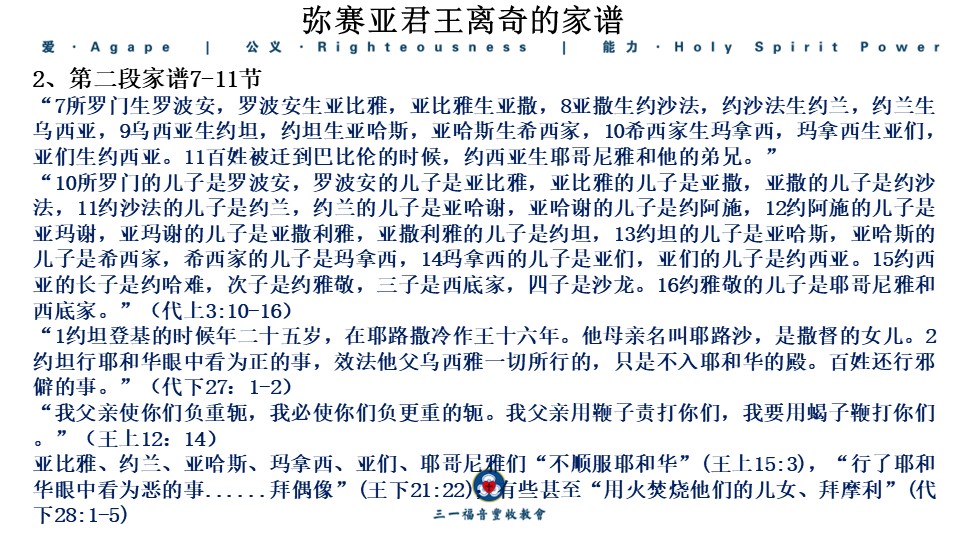 弥赛亚君王离奇的家谱
爱 · Agape | 公义 · Righteousness | 能力 · Holy Spirit Power
2、第二段家谱7-11节
“7所罗门生罗波安，罗波安生亚比雅，亚比雅生亚撒，8亚撒生约沙法，约沙法生约兰，约兰生
乌西亚，9乌西亚生约坦，约坦生亚哈斯，亚哈斯生希西家，10希西家生玛拿西，玛拿西生亚们，
亚们生约西亚。11百姓被迁到巴比伦的时候，约西亚生耶哥尼雅和他的弟兄。”
“10所罗门的儿子是罗波安，罗波安的儿子是亚比雅，亚比雅的儿子是亚撒，亚撒的儿子是约沙
法，11约沙法的儿子是约兰，约兰的儿子是亚哈谢，亚哈谢的儿子是约阿施，12约阿施的儿子是
亚玛谢，亚玛谢的儿子是亚撒利雅，亚撒利雅的儿子是约坦，13约坦的儿子是亚哈斯，亚哈斯的
儿子是希西家，希西家的儿子是玛拿西，14玛拿西的儿子是亚们，亚们的儿子是约西亚。15约西
亚的长子是约哈难，次子是约雅敬，三子是西底家，四子是沙龙。16约雅敬的儿子是耶哥尼雅和
西底家。”（代上3:10-16）
“1约坦登基的时候年二十五岁，在耶路撒冷作王十六年。他母亲名叫耶路沙，是撒督的女儿。2
约坦行耶和华眼中看为正的事，效法他父乌西雅一切所行的，只是不入耶和华的殿。百姓还行邪
僻的事。”（代下27：1-2）
“我父亲使你们负重轭，我必使你们负更重的轭。我父亲用鞭子责打你们，我要用蝎子鞭打你们
。”（王上12：14）
亚比雅、约兰、亚哈斯、玛拿西、亚们、耶哥尼雅们“不顺服耶和华”(王上15:3)，“行了耶和
华眼中看为恶的事......拜偶像”(王下21:22)；有些甚至“用火焚烧他们的儿女、拜摩利”(代
下28:1-5)
三一福音豐收教會